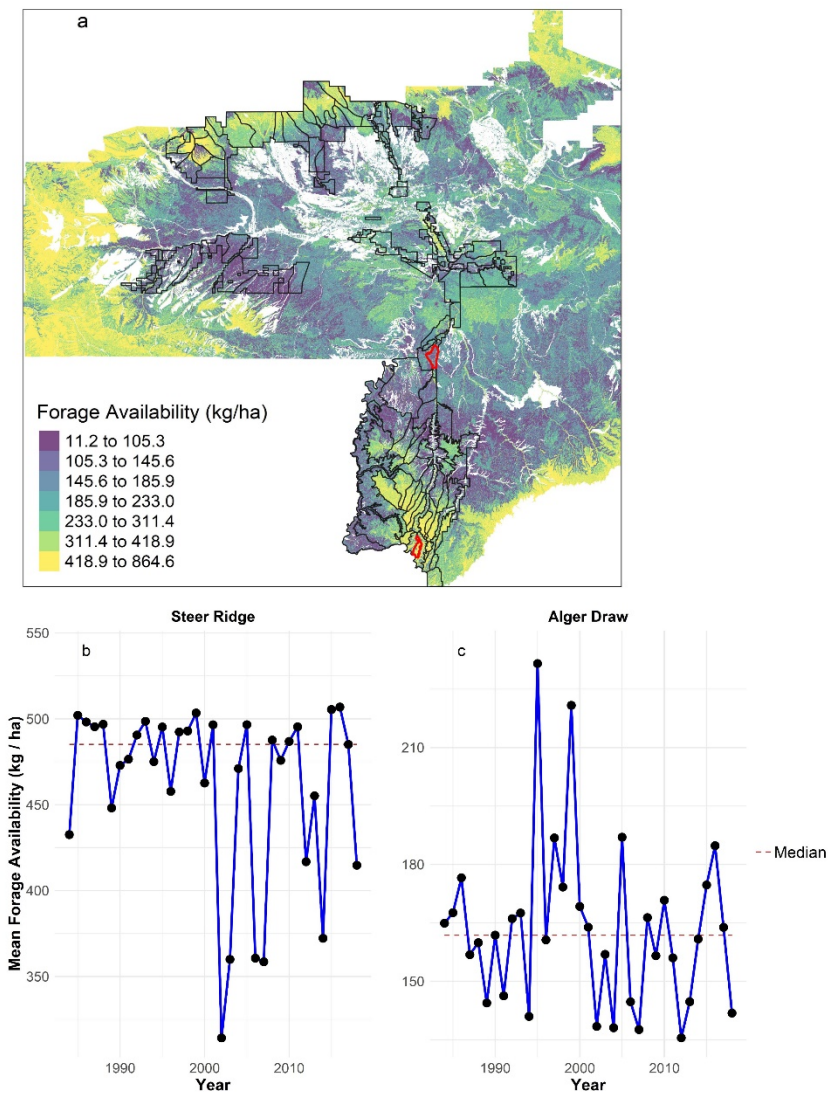 a
Forage Availability (kg/ha)
11.2 to 105.3
105.3 to 145.6
145.6 to 185.9
185.9 to 233.0
233.0 to 311.4
311.4 to 418.9
418.9 to 864.6
Steer Ridge
b
550
500
450
400
350
Mean Forage Availability (kg / ha)
1990
2000
2010
Year
Alger Draw
c
210
180
150
1990
2000
2010
Year
Median